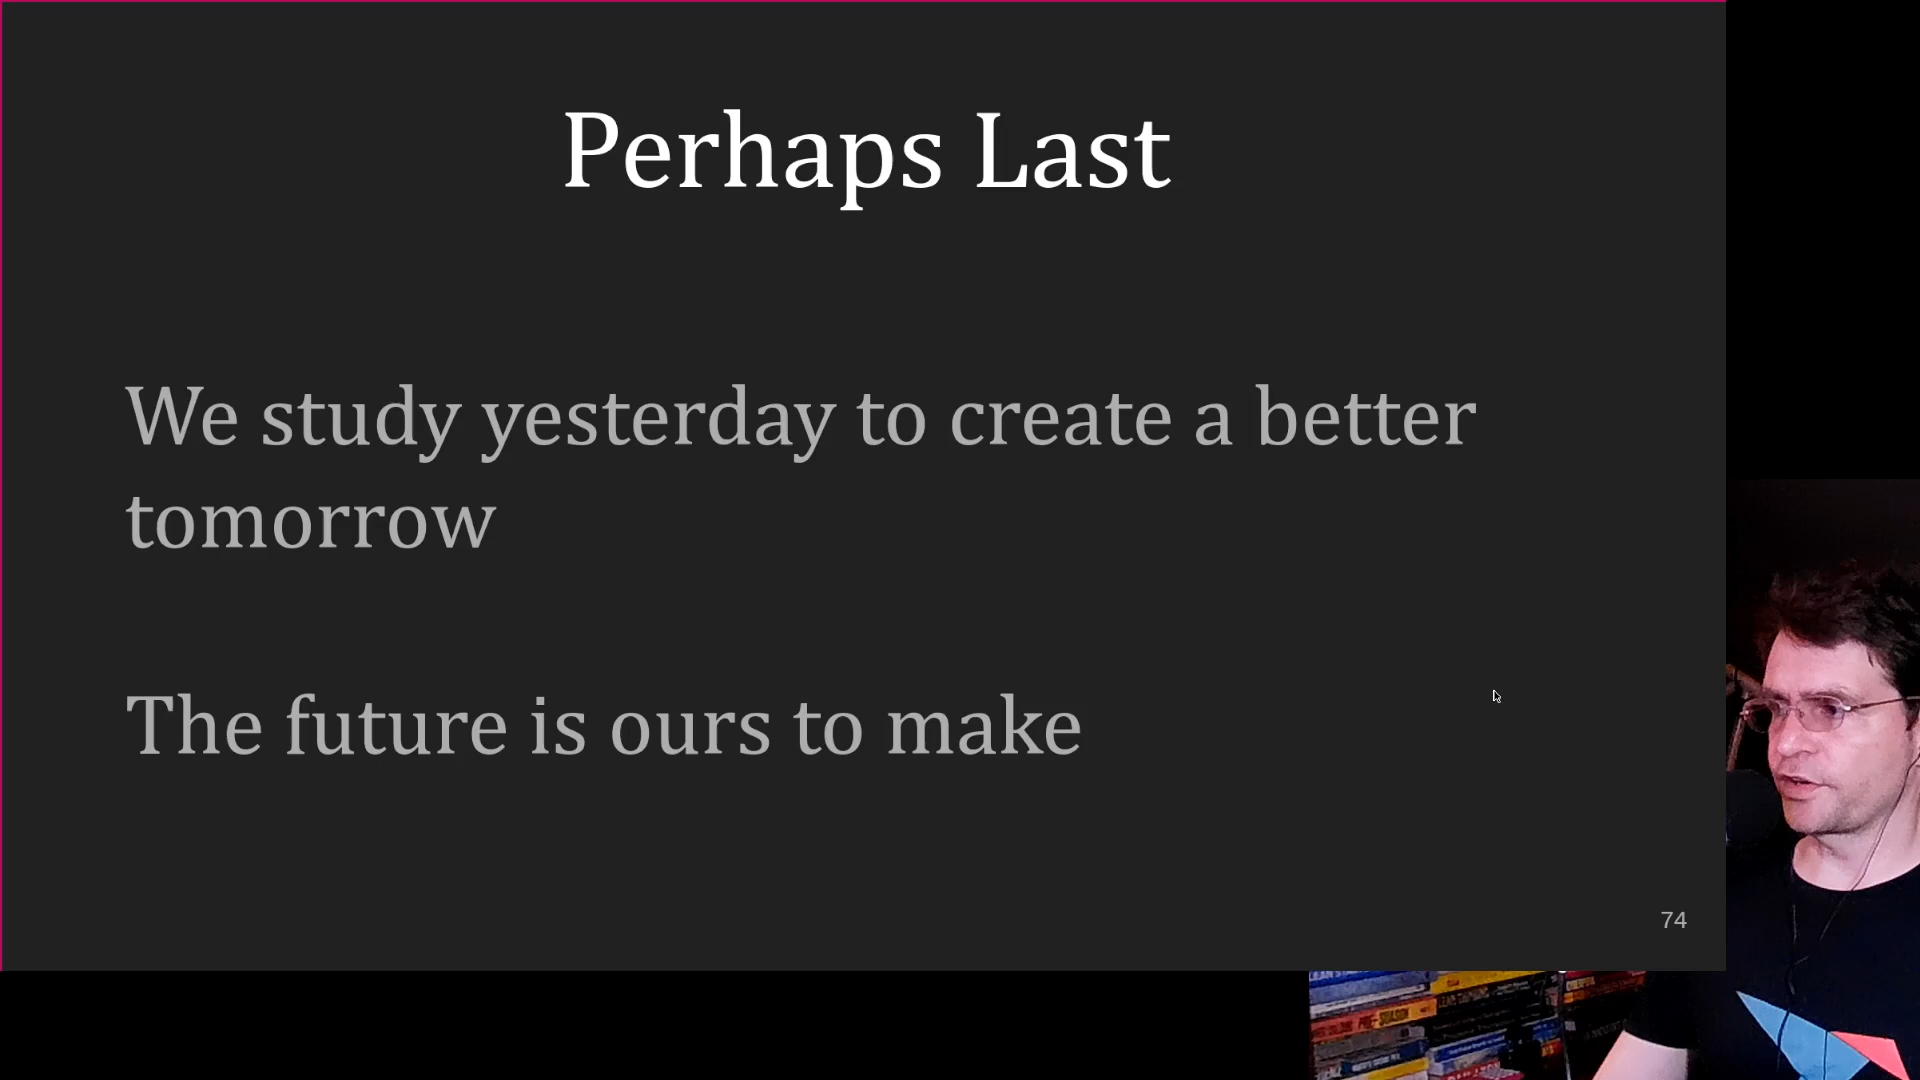 Perhaps Last
We study yesterday to create a better
tomorrow
The future is ours to make
74